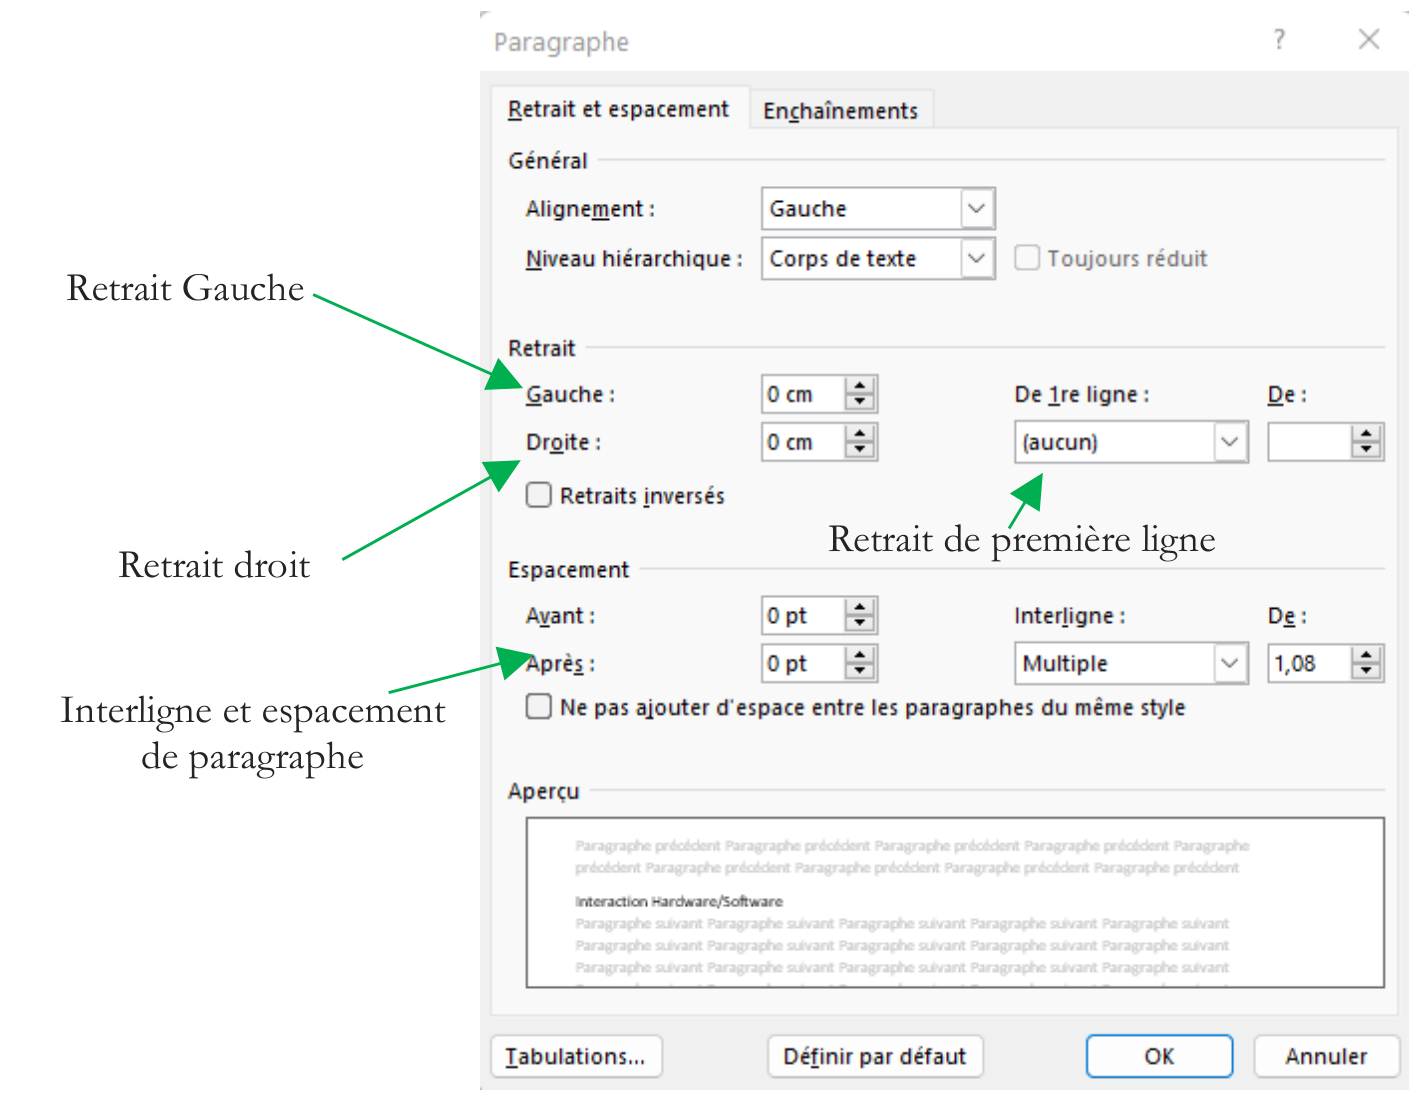 Paragraphe ?
Retrait et espacement Enchaînements
Général
Alignement : Gauche
Niveau hiérarchique : Corps de texte Toujours réduit
Retrait Gauche
Retrait
Gauche : 0 cm De 1re ligne : De :
Droite : 0 cm (aucun)
Retraits inversés
Retrait de première ligne
Retrait droit
Espacement
Avant : 0 pt Interligne : De :
Après : 0 pt Multiple 1,08
Interligne et espacement
de paragraphe
Ne pas ajouter d'espace entre les paragraphes du même style
Aperçu
Paragraphe précédent Paragraphe précédent Paragraphe précédent Paragraphe précédent Paragraphe
précédent Paragraphe précédent Paragraphe précédent Paragraphe précédent Paragraphe précédent
Interaction Hardware/Software
Paragraphe suivant Paragraphe suivant Paragraphe suivant Paragraphe suivant Paragraphe suivant
Paragraphe suivant Paragraphe suivant Paragraphe suivant Paragraphe suivant Paragraphe suivant
Paragraphe suivant Paragraphe suivant Paragraphe suivant Paragraphe suivant Paragraphe suivant
Tabulations... Définir par défaut OK Annuler